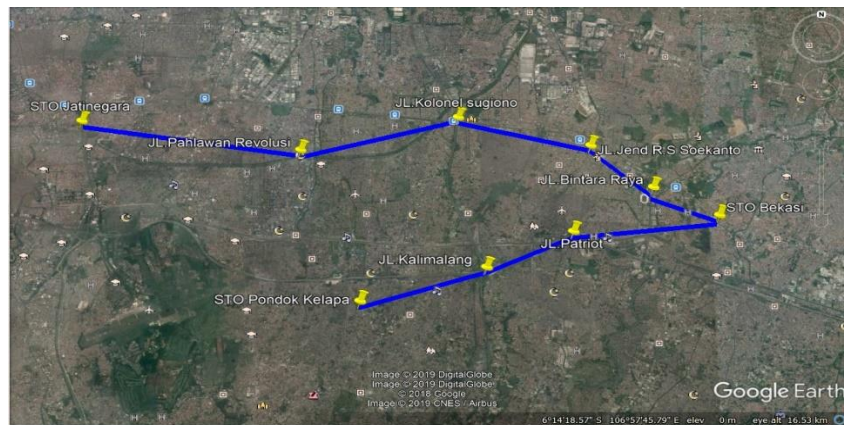 N
JL.Kolonel sugiono
STO.Jatinegara
JL.Pahlawan Revolusi
JL.Jend R S Soekanto
JL.Bintara Raya
STO Bekasi
JL.Patriot
JL.Kalimalang
STO Pondok Kelapa
Image © 2019 DigitalGlobe
Image © 2019 DigitalGlobe
© 2018 Google
Image © 2019 CNES / Airbus
Google Earth
6°14'18.57" S 106°57'45.79" E elev 0 m eye alt 16.53 km